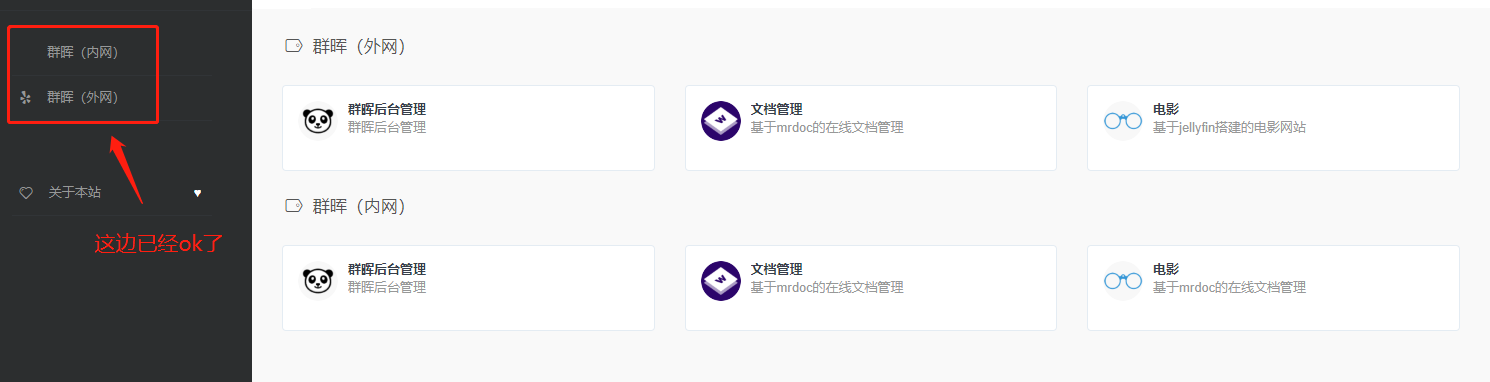 群晖（内网）
群晖（外网）
关于本站
这边已经ok了
群晖（外网）
群晖后台管理
群晖后台管理
文档管理
基于mrdoc的在线文档管理
电影
基于jellyfin搭建的电影网站
群晖（内网）
群晖后台管理
群晖后台管理
文档管理
基于mrdoc的在线文档管理
电影
基于mrdoc的在线文档管理